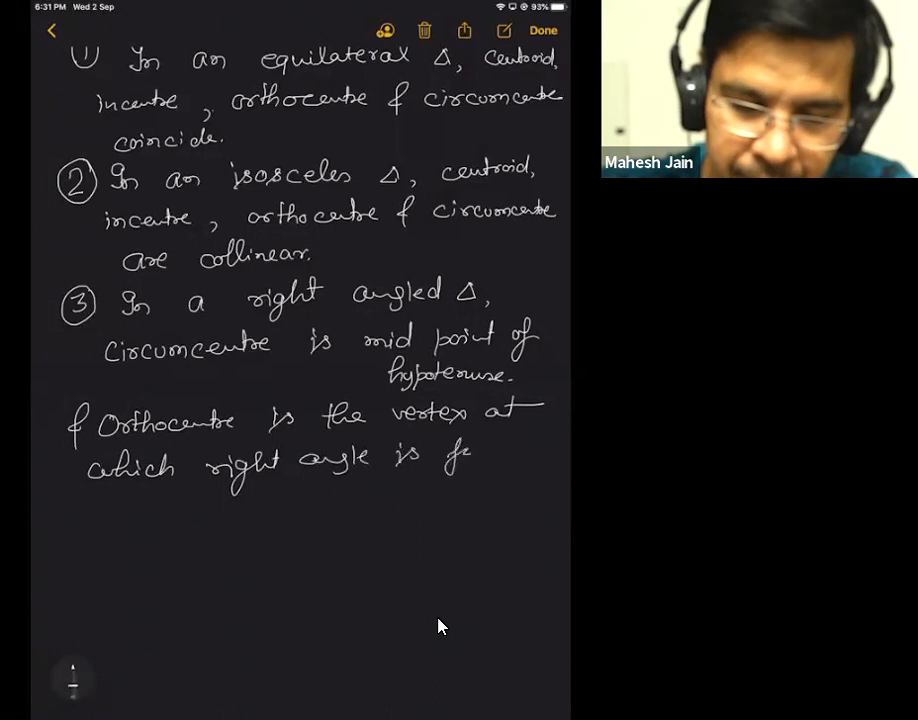 6:31 PM Wed 2 Sep
93%
Done
① In an equilateral Δ, centroid,
incentre, orthocentre & circumcentre
coincide.
② In an isosceles Δ, centroid,
incentre, orthocentre & circumcentre
are collinear.
③ In a right angled Δ,
circumcentre is mid point of
hypotenuse.
& Orthocentre is the vertex at
which right angle is fo
Mahesh Jain